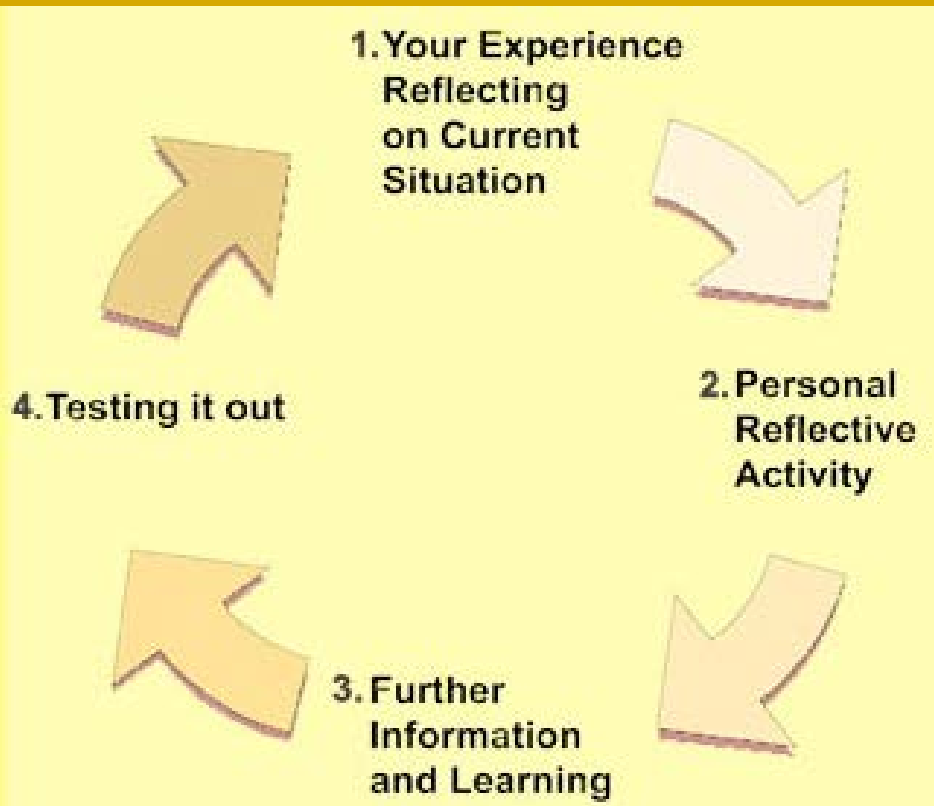 1. Your Experience
Reflecting
on Current
Situation
2. Personal
Reflective
Activity
3. Further
Information
and Learning
4. Testing it out